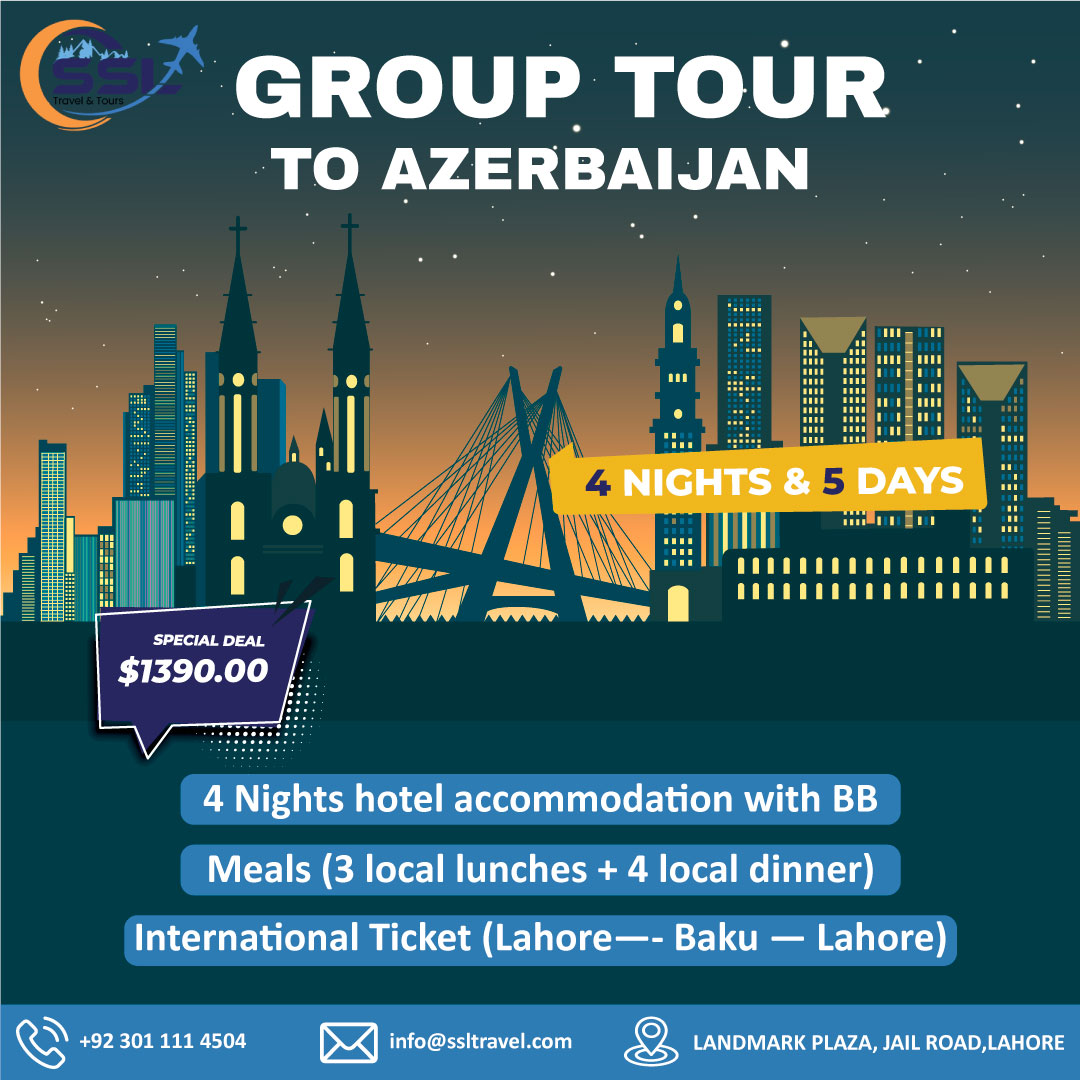 SSL
Travel & Tours
GROUP TOUR
TO AZERBAIJAN
4 NIGHTS & 5 DAYS
SPECIAL DEAL
$1390.00
4 Nights hotel accommodation with BB
Meals (3 local lunches + 4 local dinner)
International Ticket (Lahore—- Baku — Lahore)
+92 301 111 4504
info@ssltravel.com
LANDMARK PLAZA, JAIL ROAD,LAHORE